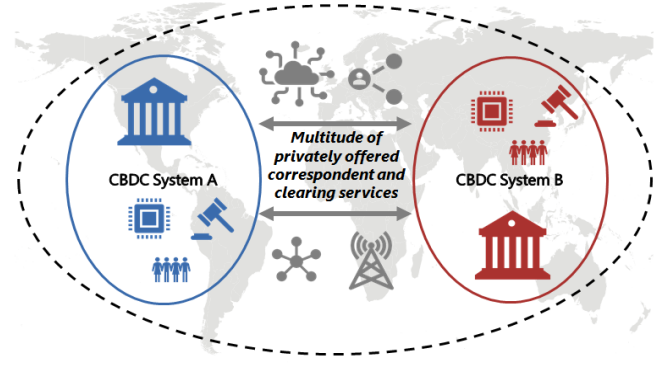 Multitude of
privately offered
correspondent and
clearing services
CBDC System A
CBDC System B